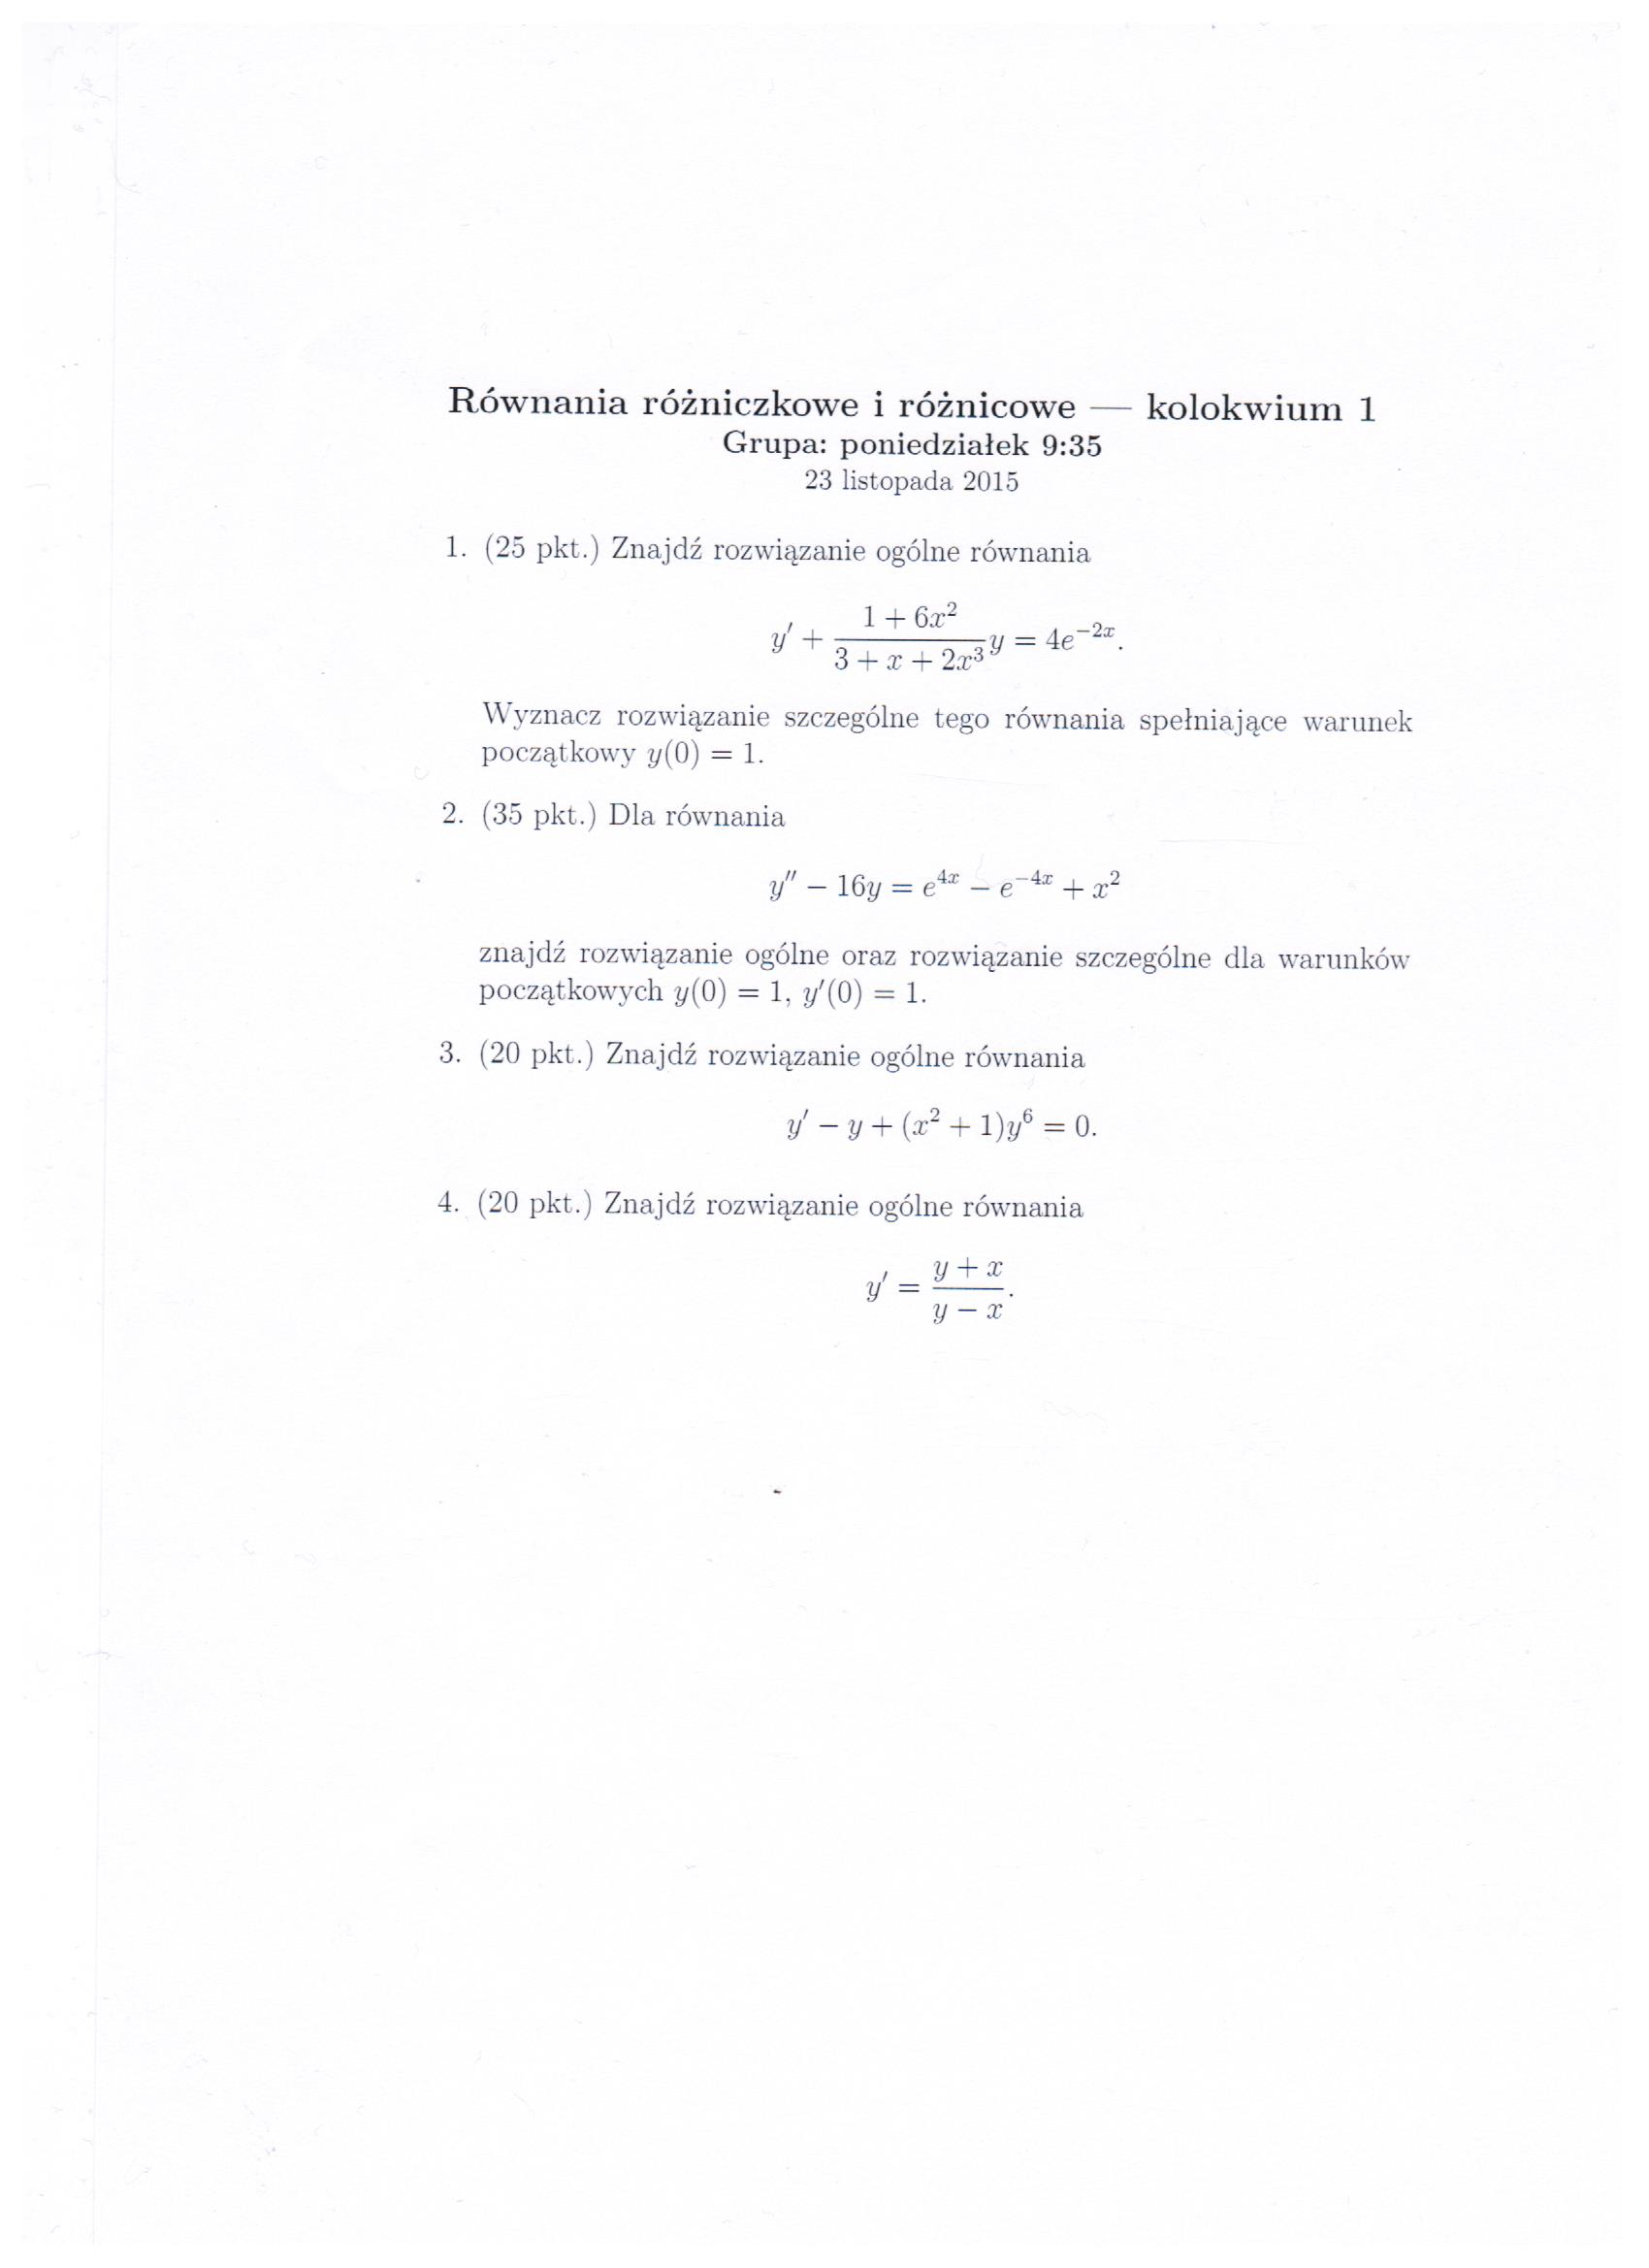 Równania różniczkowe i różnicowe — kolokwium 1
Grupa: poniedziałek 9:35
23 listopada 2015
1. (25 pkt.) Znajdź rozwiązanie ogólne równania
y′ + \frac{1 + 6x^2}{3 + x + 2x^3} y = 4e^{−2x}.
Wyznacz rozwiązanie szczególne tego równania spełniające warunek
początkowy y(0) = 1.
2. (35 pkt.) Dla równania
y″ − 16y = e^{4x} − e^{−4x} + x^2
znajdź rozwiązanie ogólne oraz rozwiązanie szczególne dla warunków
początkowych y(0) = 1, y′(0) = 1.
3. (20 pkt.) Znajdź rozwiązanie ogólne równania
y′ − y + (x^2 + 1)y^6 = 0.
4. (20 pkt.) Znajdź rozwiązanie ogólne równania
y′ = \frac{y + x}{y − x}.